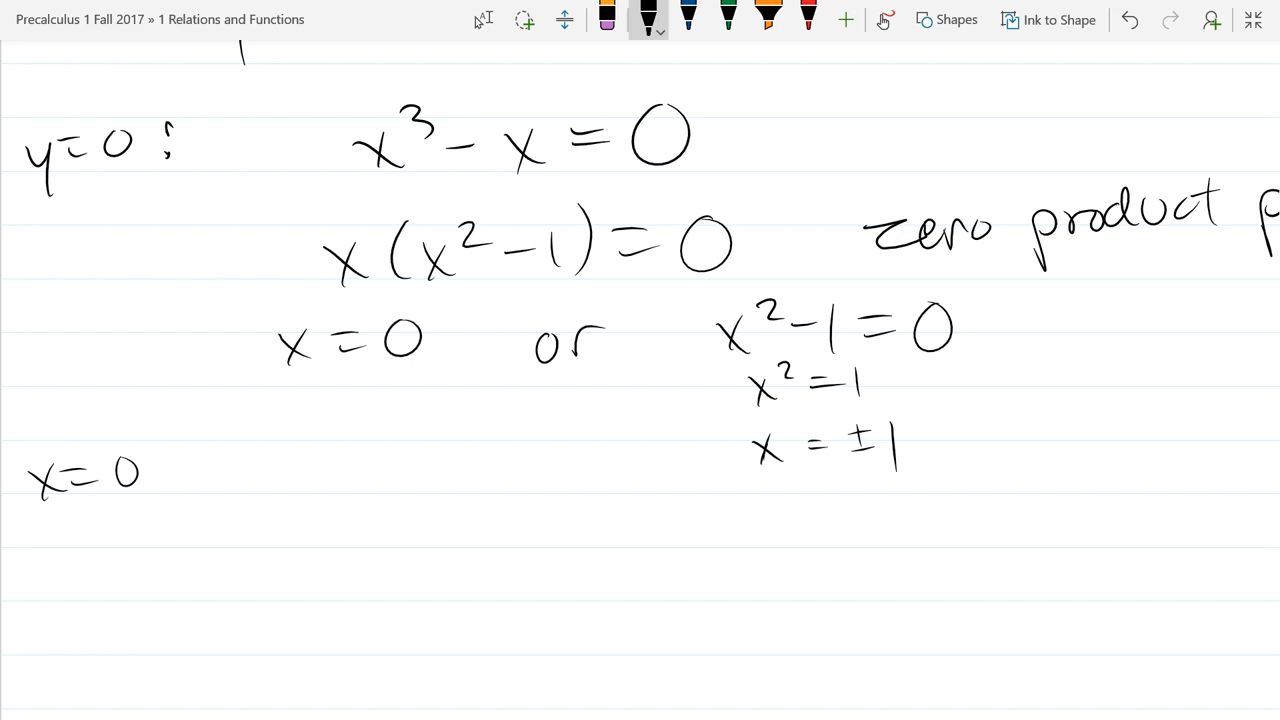 Precalculus 1 Fall 2017 » 1 Relations and Functions
Shapes
Ink to Shape
y=0: x³ - x = 0
x(x² - 1) = 0 zero product p
x = 0 or x² - 1 = 0
x² = 1
x = ±1
x = 0